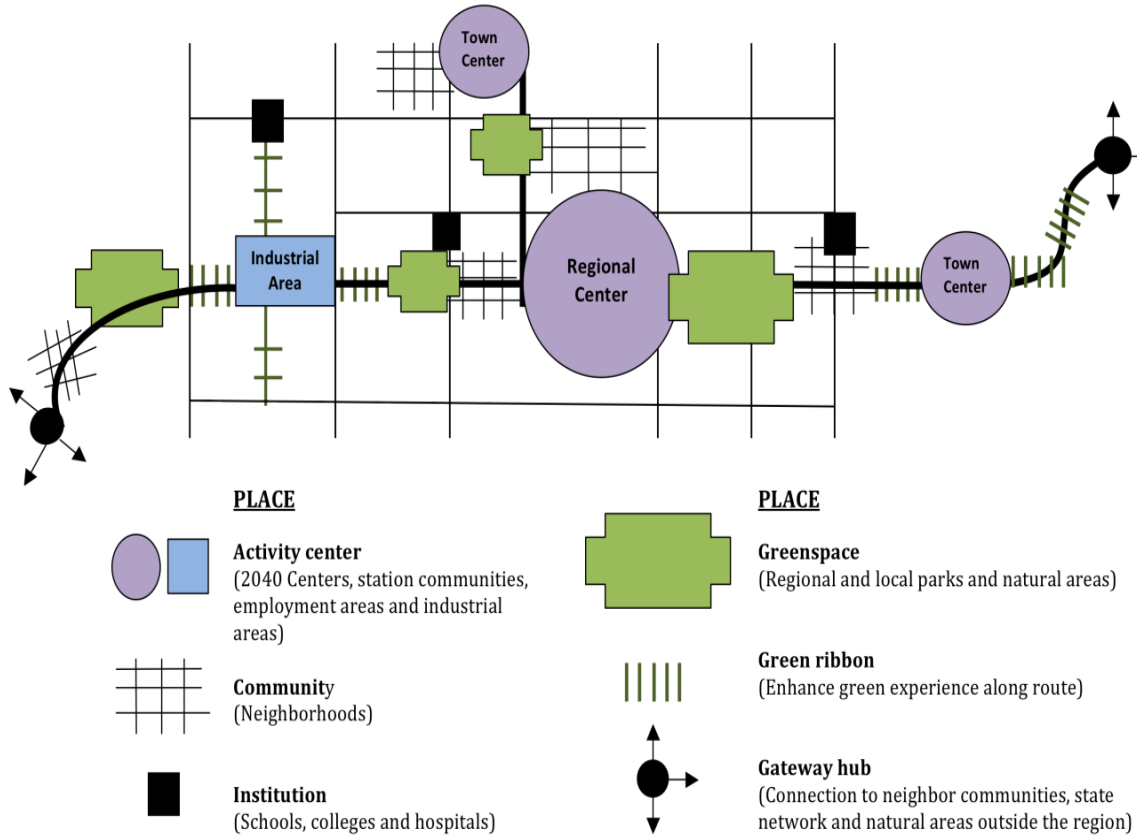 Town
Center
Industrial
Area
Regional
Center
Town
Center
PLACE
Activity center
(2040 Centers, station communities,
employment areas and industrial
areas)
Community
(Neighborhoods)
Institution
(Schools, colleges and hospitals)
PLACE
Greenspace
(Regional and local parks and natural areas)
Green ribbon
(Enhance green experience along route)
Gateway hub
(Connection to neighbor communities, state
network and natural areas outside the region)